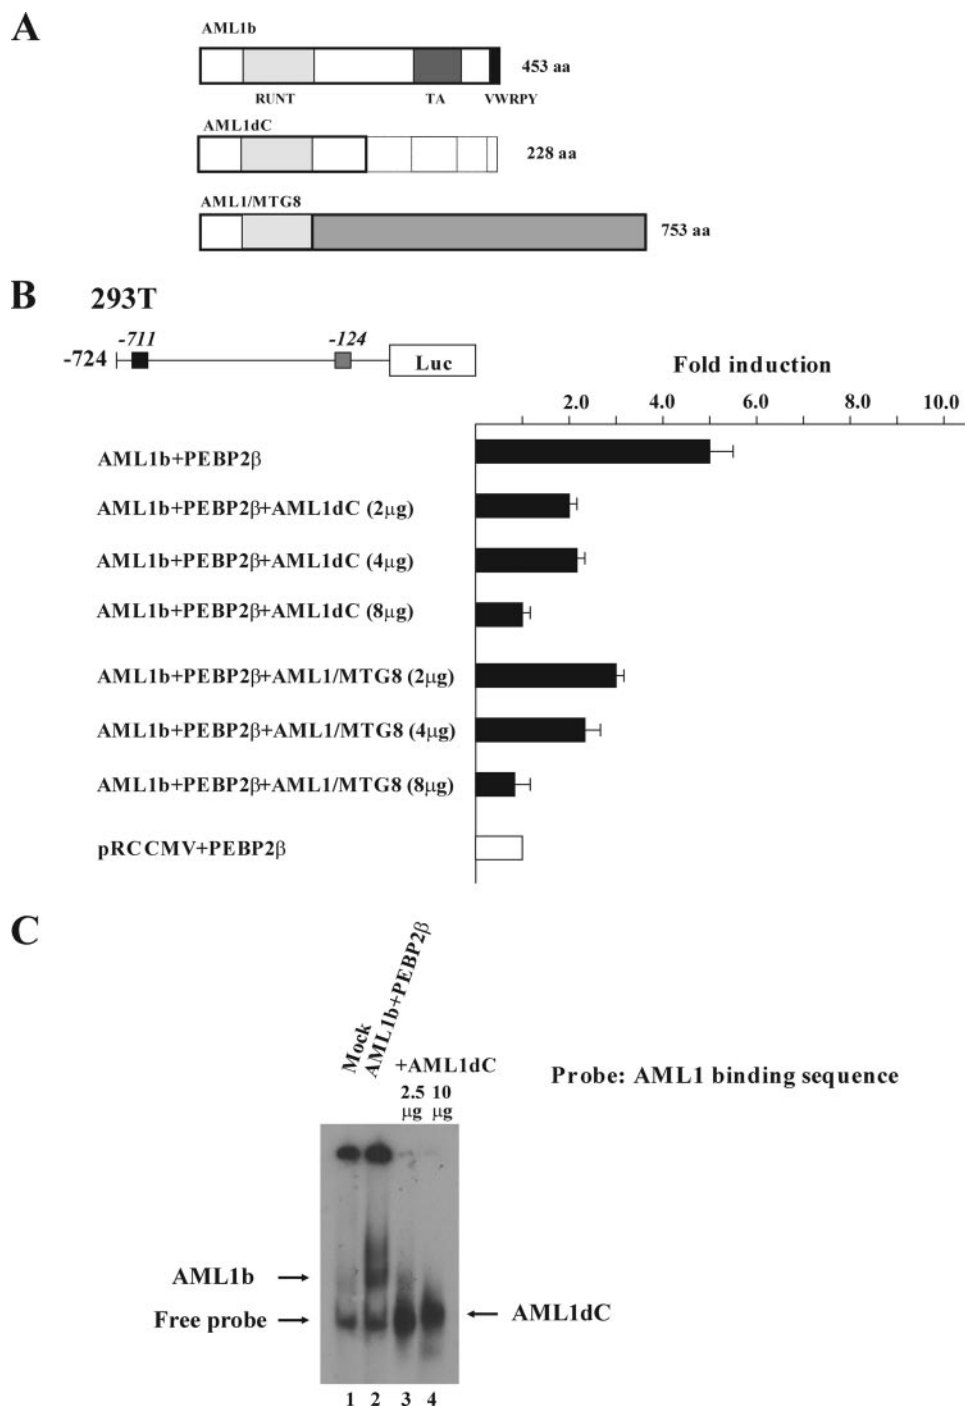 A
AML1b
453 aa
RUNT TA VWRPY
AML1dC
228 aa
AML1/MTG8
753 aa
B 293T
-711 -124
-724 Luc
Fold induction
2.0 4.0 6.0 8.0 10.0
AML1b+PEBP2β
AML1b+PEBP2β+AML1dC (2μg)
AML1b+PEBP2β+AML1dC (4μg)
AML1b+PEBP2β+AML1dC (8μg)
AML1b+PEBP2β+AML1/MTG8 (2μg)
AML1b+PEBP2β+AML1/MTG8 (4μg)
AML1b+PEBP2β+AML1/MTG8 (8μg)
pRCCMV+PEBP2β
C
Mock
AML1b+PEBP2β
+AML1dC
2.5 10
μg μg
Probe: AML1 binding sequence
AML1b
Free probe
AML1dC
1 2 3 4